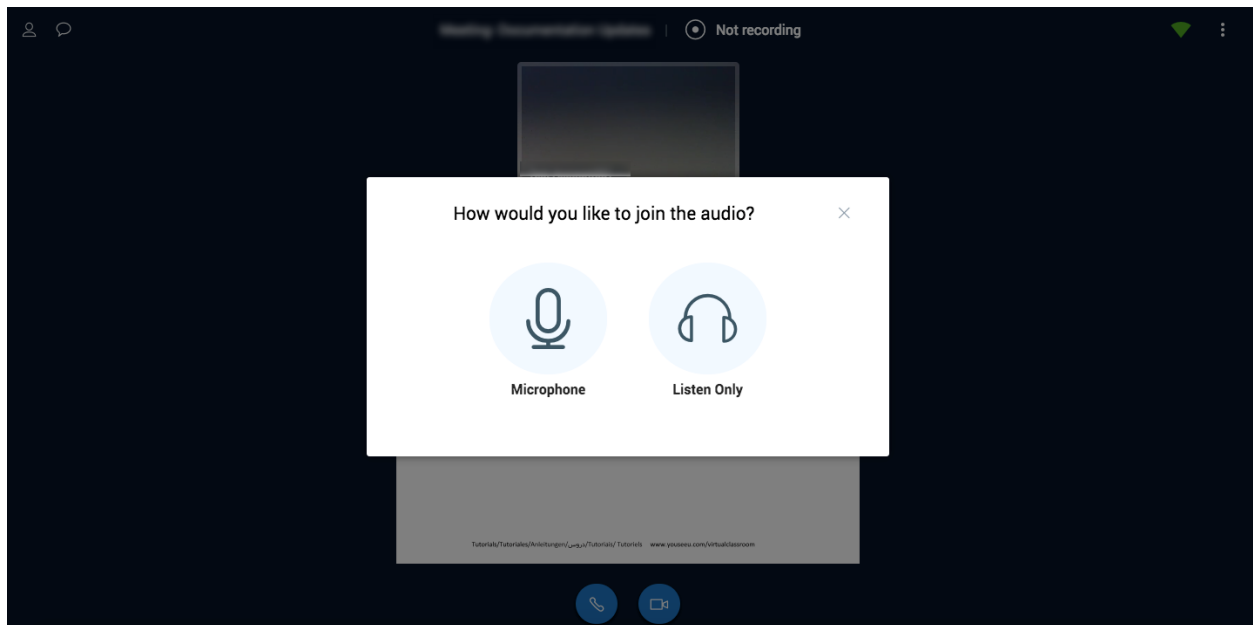 Not recording
How would you like to join the audio?
Microphone
Listen Only
Tutorials/Tutoriales/Anleitungen/دروس/Tutorials/ Tutoriels www.youseeu.com/virtualclassroom